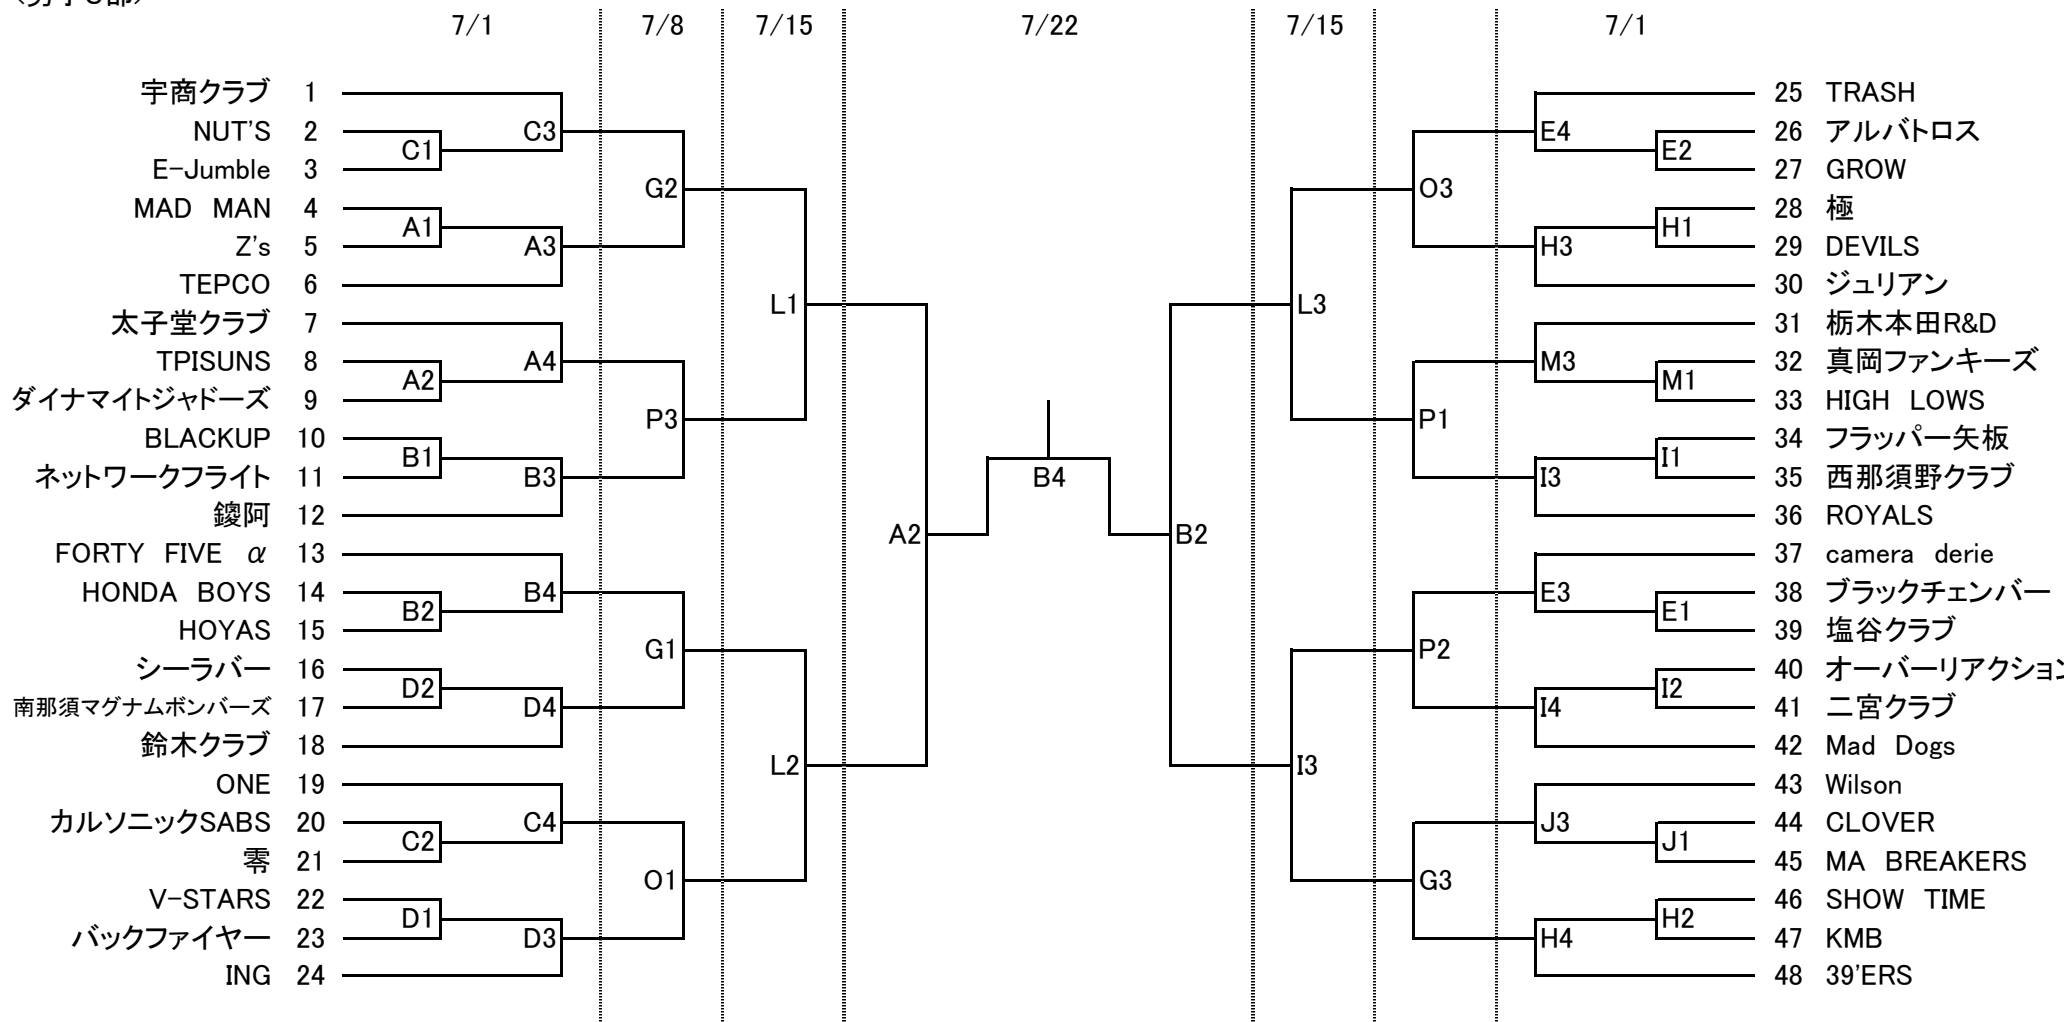 7/1 7/8 7/15 7/22 7/15 7/1
宇商クラブ 1 25 TRASH
NUT'S 2 C3 E4 26 アルバトロス
C1 E2
E-Jumble 3 27 GROW
G2 O3
MAD MAN 4 28 極
A1 H1
Z's 5 A3 H3 29 DEVILS
TEPCO 6 30 ジュリアン
L1 L3
太子堂クラブ 7 31 栃木本田R&D
TPISUNS 8 A4 M3 32 真岡ファンキーズ
A2 M1
ダイナマイトジャドーズ 9 33 HIGH LOWS
P3 P1
BLACKUP 10 34 フラッパー矢板
B1 I1
ネットワークフライト 11 B3 B4 I3 35 西那須野クラブ
鑁阿 12 36 ROYALS
A2 B2
FORTY FIVE α 13 37 camera derie
HONDA BOYS 14 B4 E3 38 ブラックチェンバー
B2 E1
HOYAS 15 39 塩谷クラブ
G1 P2
シーラバー 16 40 オーバーリアクション
D2 I2
南那須マグナムボンバーズ 17 D4 I4 41 二宮クラブ
鈴木クラブ 18 42 Mad Dogs
L2 I3
ONE 19 43 Wilson
カルソニックSABS 20 C4 J3 44 CLOVER
C2 J1
零 21 45 MA BREAKERS
O1 G3
V-STARS 22 46 SHOW TIME
D1 H2
バックファイヤー 23 D3 H4 47 KMB
ING 24 48 39'ERS